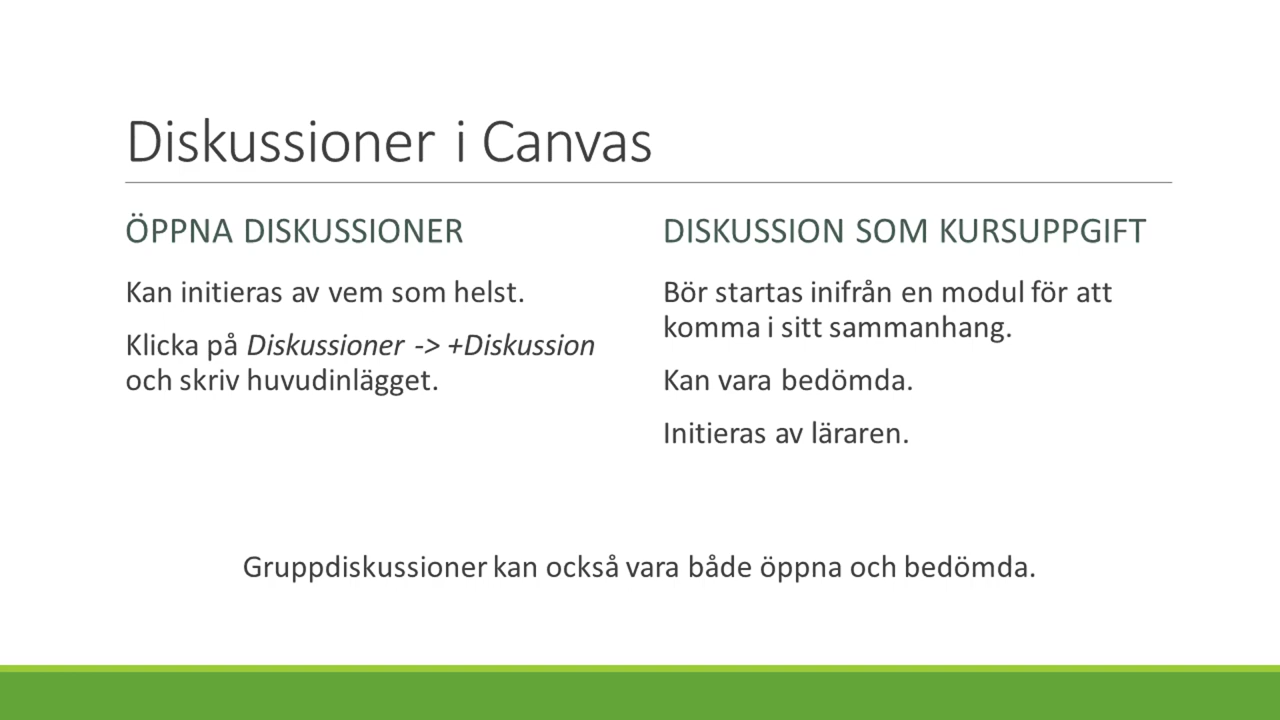 Diskussioner i Canvas
ÖPPNA DISKUSSIONER
Kan initieras av vem som helst.
Klicka på Diskussioner -> +Diskussion
och skriv huvudinlägget.
DISKUSSION SOM KURSUPPGIFT
Bör startas inifrån en modul för att
komma i sitt sammanhang.
Kan vara bedömda.
Initieras av läraren.
Gruppdiskussioner kan också vara både öppna och bedömda.